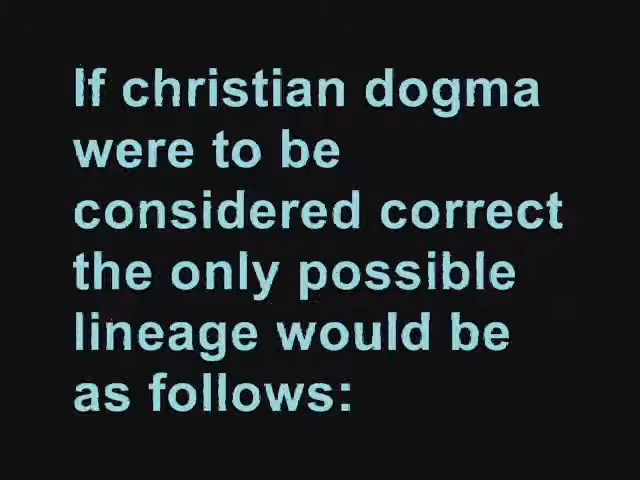 If christian dogma
were to be
considered correct
the only possible
lineage would be
as follows: